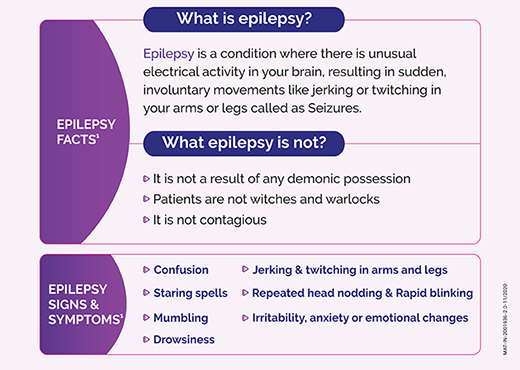 What is epilepsy?
Epilepsy is a condition where there is unusual
electrical activity in your brain, resulting in sudden,
involuntary movements like jerking or twitching in
your arms or legs called as Seizures.
EPILEPSY
FACTS¹
What epilepsy is not?
It is not a result of any demonic possession
Patients are not witches and warlocks
It is not contagious
EPILEPSY
SIGNS &
SYMPTOMS¹
Confusion
Staring spells
Mumbling
Drowsiness
Jerking & twitching in arms and legs
Repeated head nodding & Rapid blinking
Irritability, anxiety or emotional changes
MAT-IN-2001936-2.0-11/2020